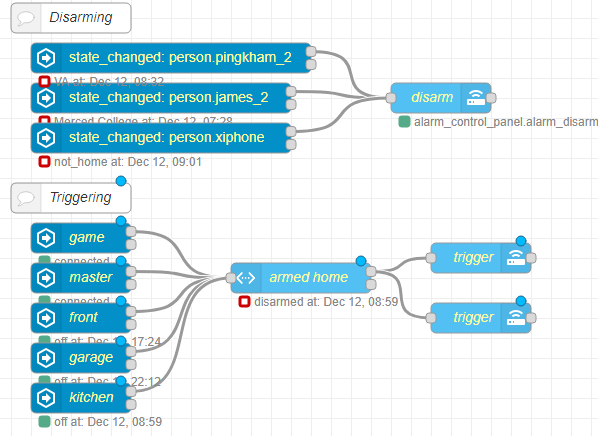 Disarming
state_changed: person.pingkham_2
VA at: Dec 12, 08:32
state_changed: person.james_2
Merced College at: Dec 12, 07:28
state_changed: person.xiphone
not_home at: Dec 12, 09:01
disarm
alarm_control_panel.alarm_disarm
Triggering
game
connected
master
connected
front
off at: Dec 12, 17:24
garage
off at: Dec 12, 22:12
kitchen
off at: Dec 12, 08:59
armed home
disarmed at: Dec 12, 08:59
trigger
trigger